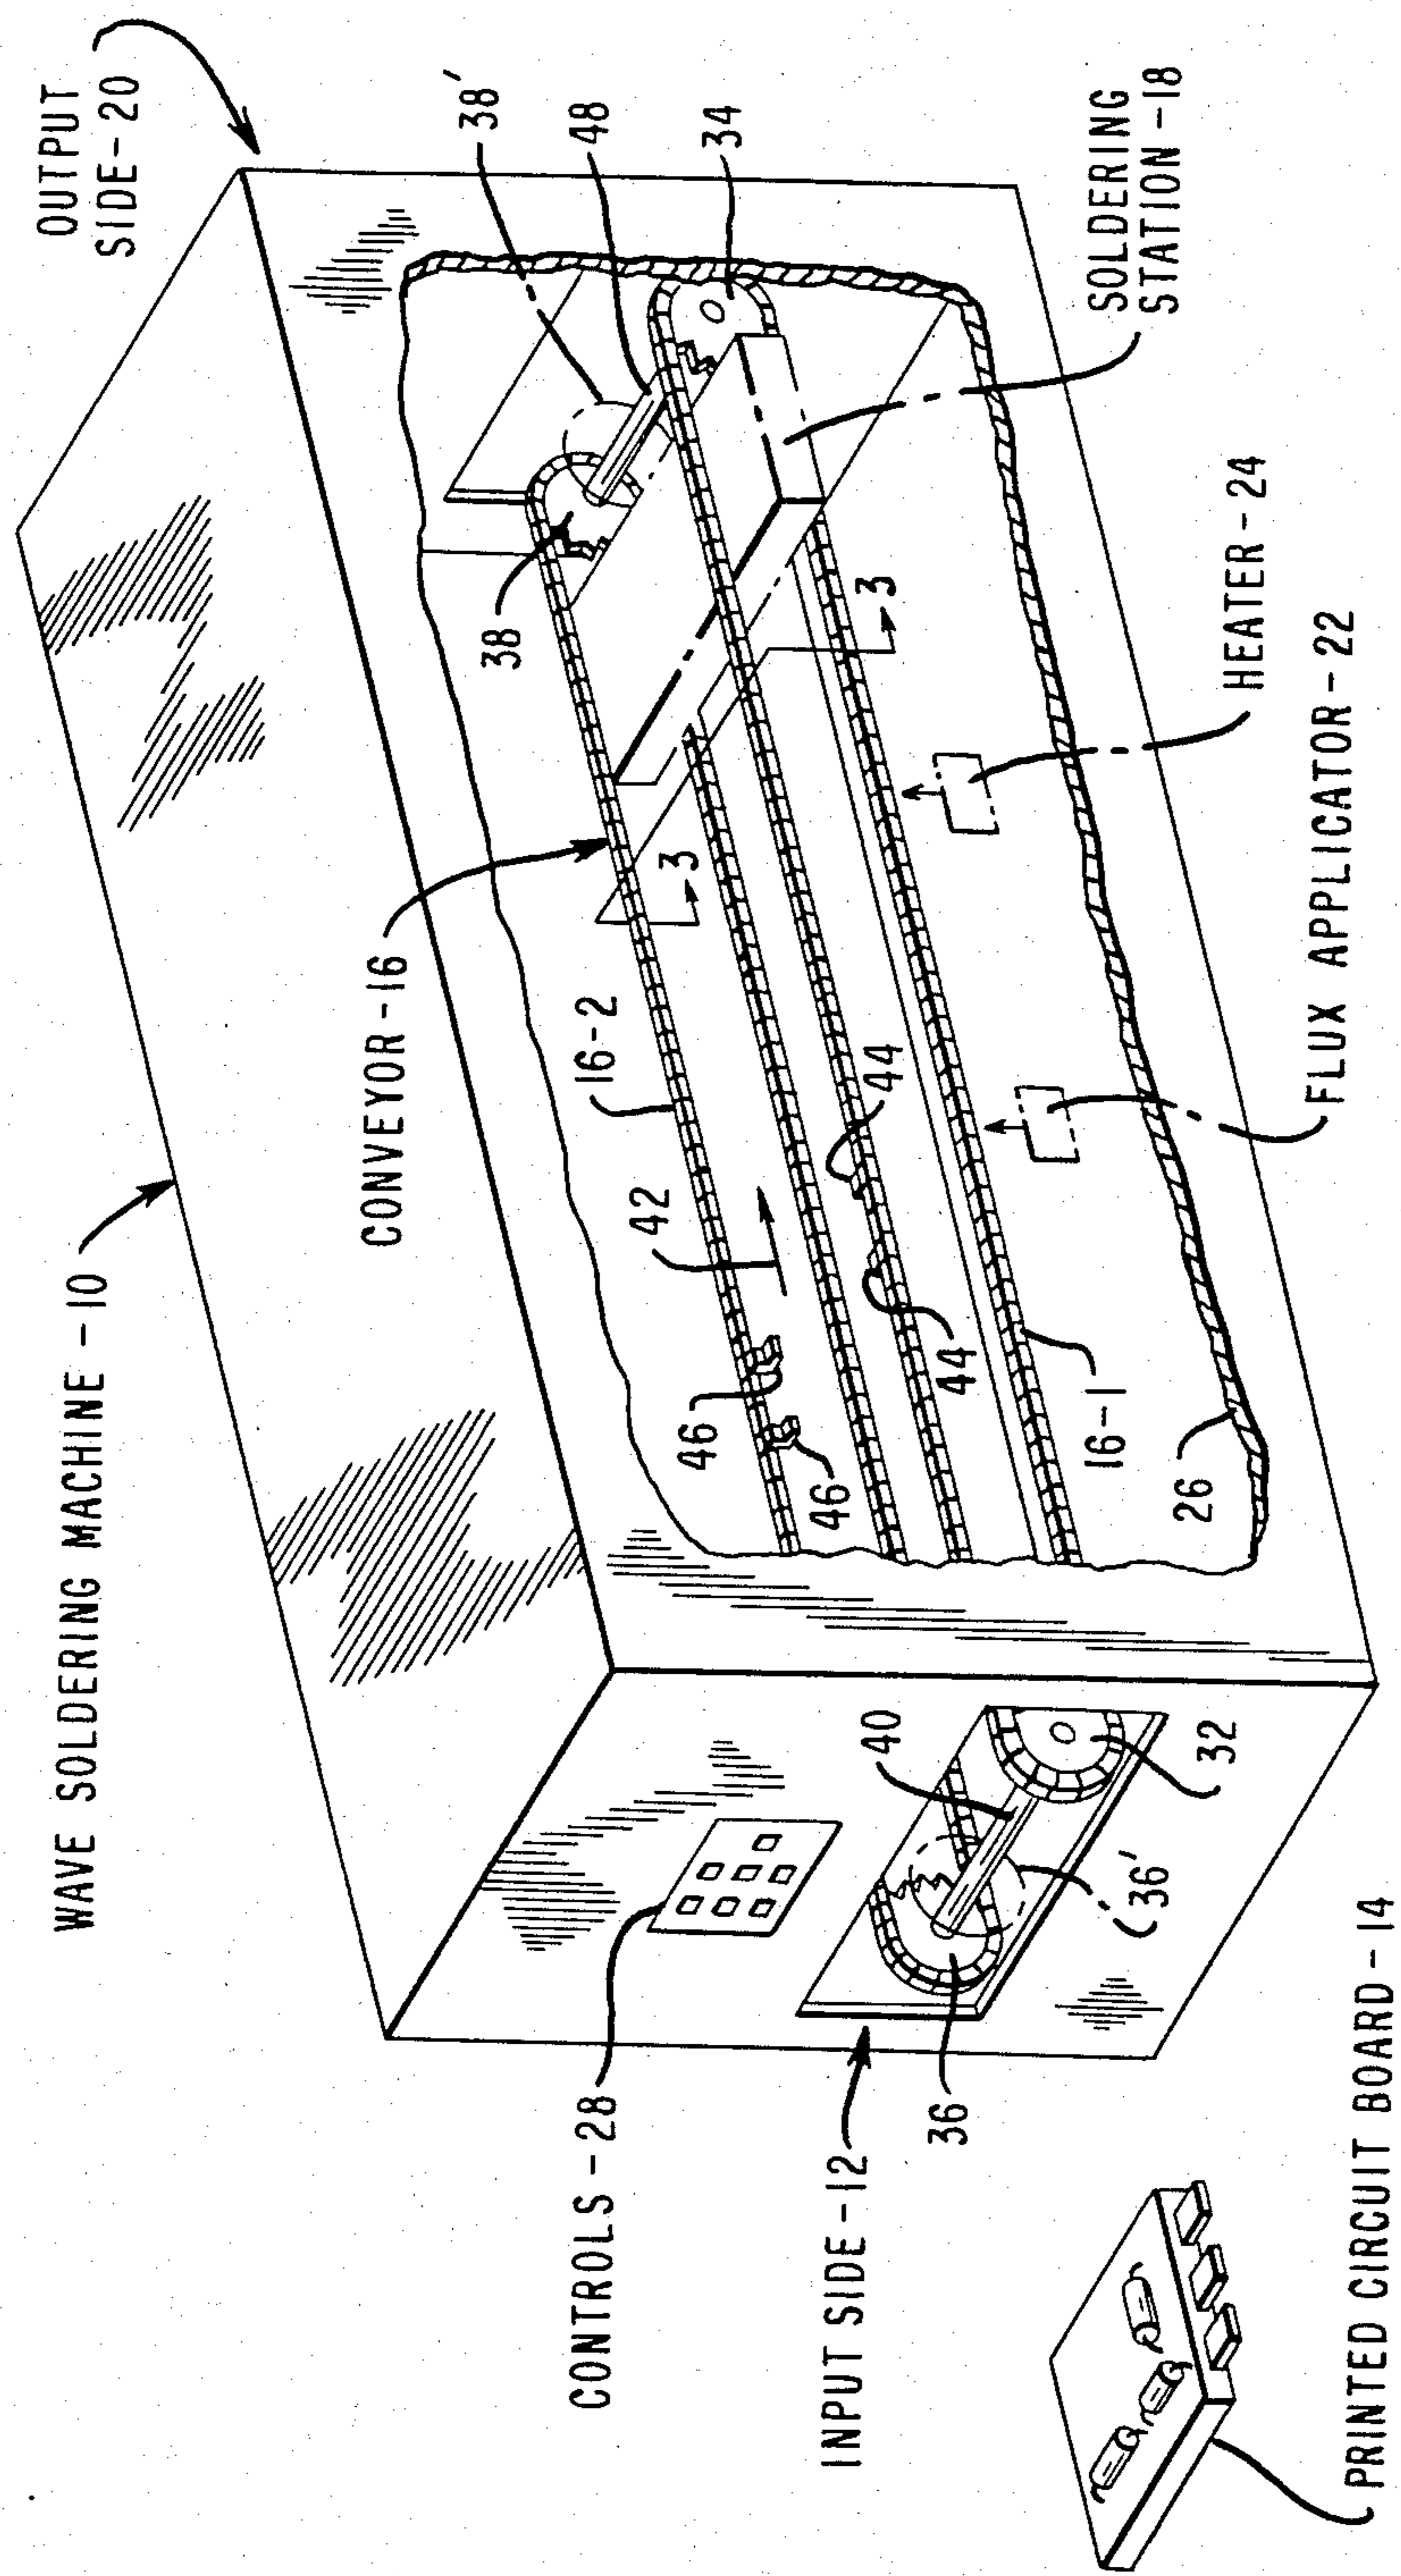 WAVE SOLDERING MACHINE - 10
OUTPUT
SIDE - 20
CONVEYOR - 16
38'
48
34
38
SOLDERING
STATION - 18
3
3
16-2
42
44
44
46
46
HEATER - 24
FLUX APPLICATOR - 22
16-1
26
CONTROLS - 28
40
32
36'
36
INPUT SIDE - 12
PRINTED CIRCUIT BOARD - 14